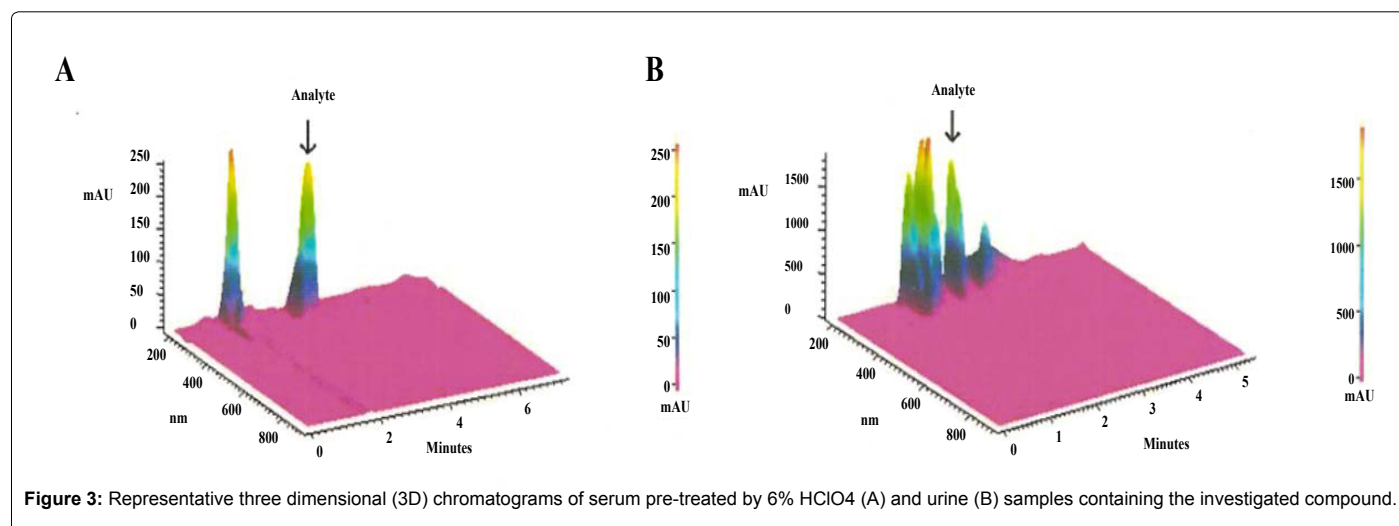 A
Analyte
250
200
150
100
50
0
mAU
200
400
600
800
nm
0
2
4
6
Minutes
250
200
150
100
50
0
mAU
B
Analyte
1500
1000
500
0
mAU
200
400
600
800
nm
0
1
2
3
4
5
Minutes
1500
1000
500
0
mAU
Figure 3: Representative three dimensional (3D) chromatograms of serum pre-treated by 6% HClO4 (A) and urine (B) samples containing the investigated compound.